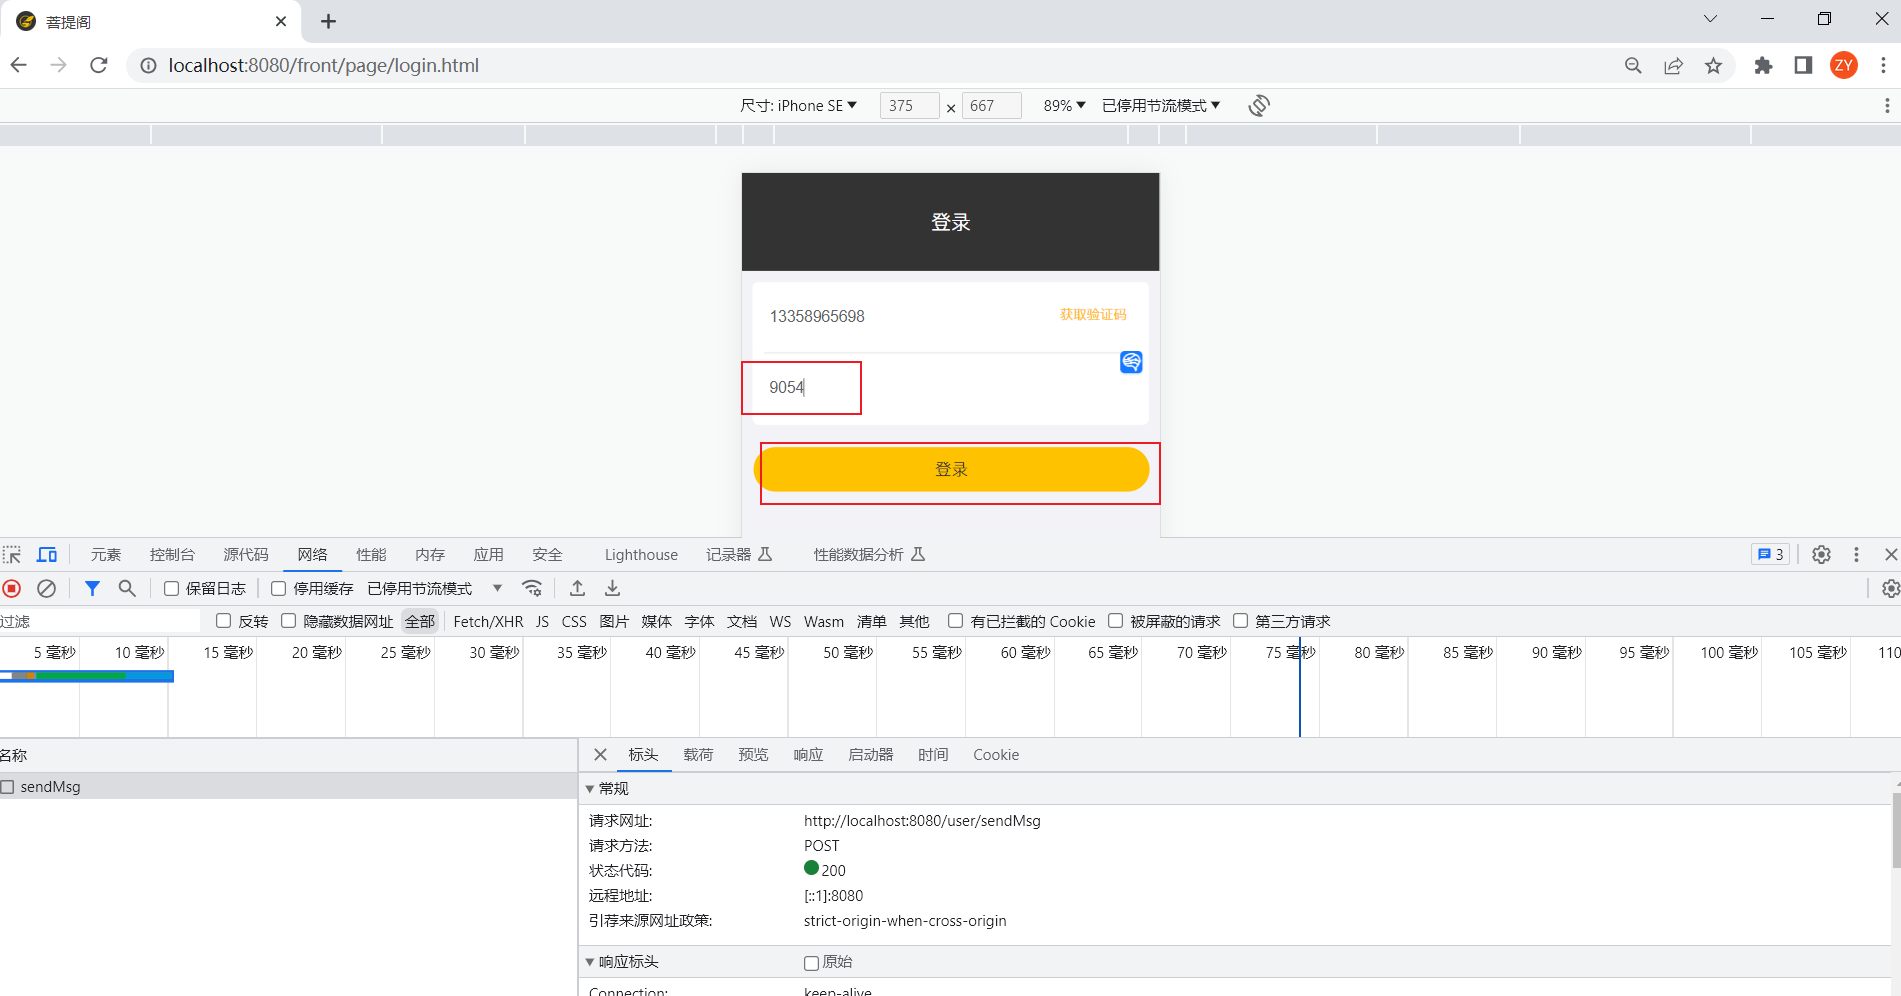 菩提阁
localhost:8080/front/page/login.html
ZY
尺寸: iPhone SE
375 × 667
89%
已停用节流模式
登录
13358965698
获取验证码
9054
登录
元素 控制台 源代码 网络 性能 内存 应用 安全 Lighthouse 记录器 性能数据分析 3
保留日志 停用缓存 已停用节流模式
过滤 反转 隐藏数据网址 全部 Fetch/XHR JS CSS 图片 媒体 字体 文档 WS Wasm 清单 其他 有已拦截的 Cookie 被屏蔽的请求 第三方请求
5 毫秒 10 毫秒 15 毫秒 20 毫秒 25 毫秒 30 毫秒 35 毫秒 40 毫秒 45 毫秒 50 毫秒 55 毫秒 60 毫秒 65 毫秒 70 毫秒 75 毫秒 80 毫秒 85 毫秒 90 毫秒 95 毫秒 100 毫秒 105 毫秒 110
名称
sendMsg
标头 载荷 预览 响应 启动器 时间 Cookie
常规
请求网址: http://localhost:8080/user/sendMsg
请求方法: POST
状态代码: 200
远程地址: [::1]:8080
引荐来源网址政策: strict-origin-when-cross-origin
响应标头 原始
Connection: keep-alive